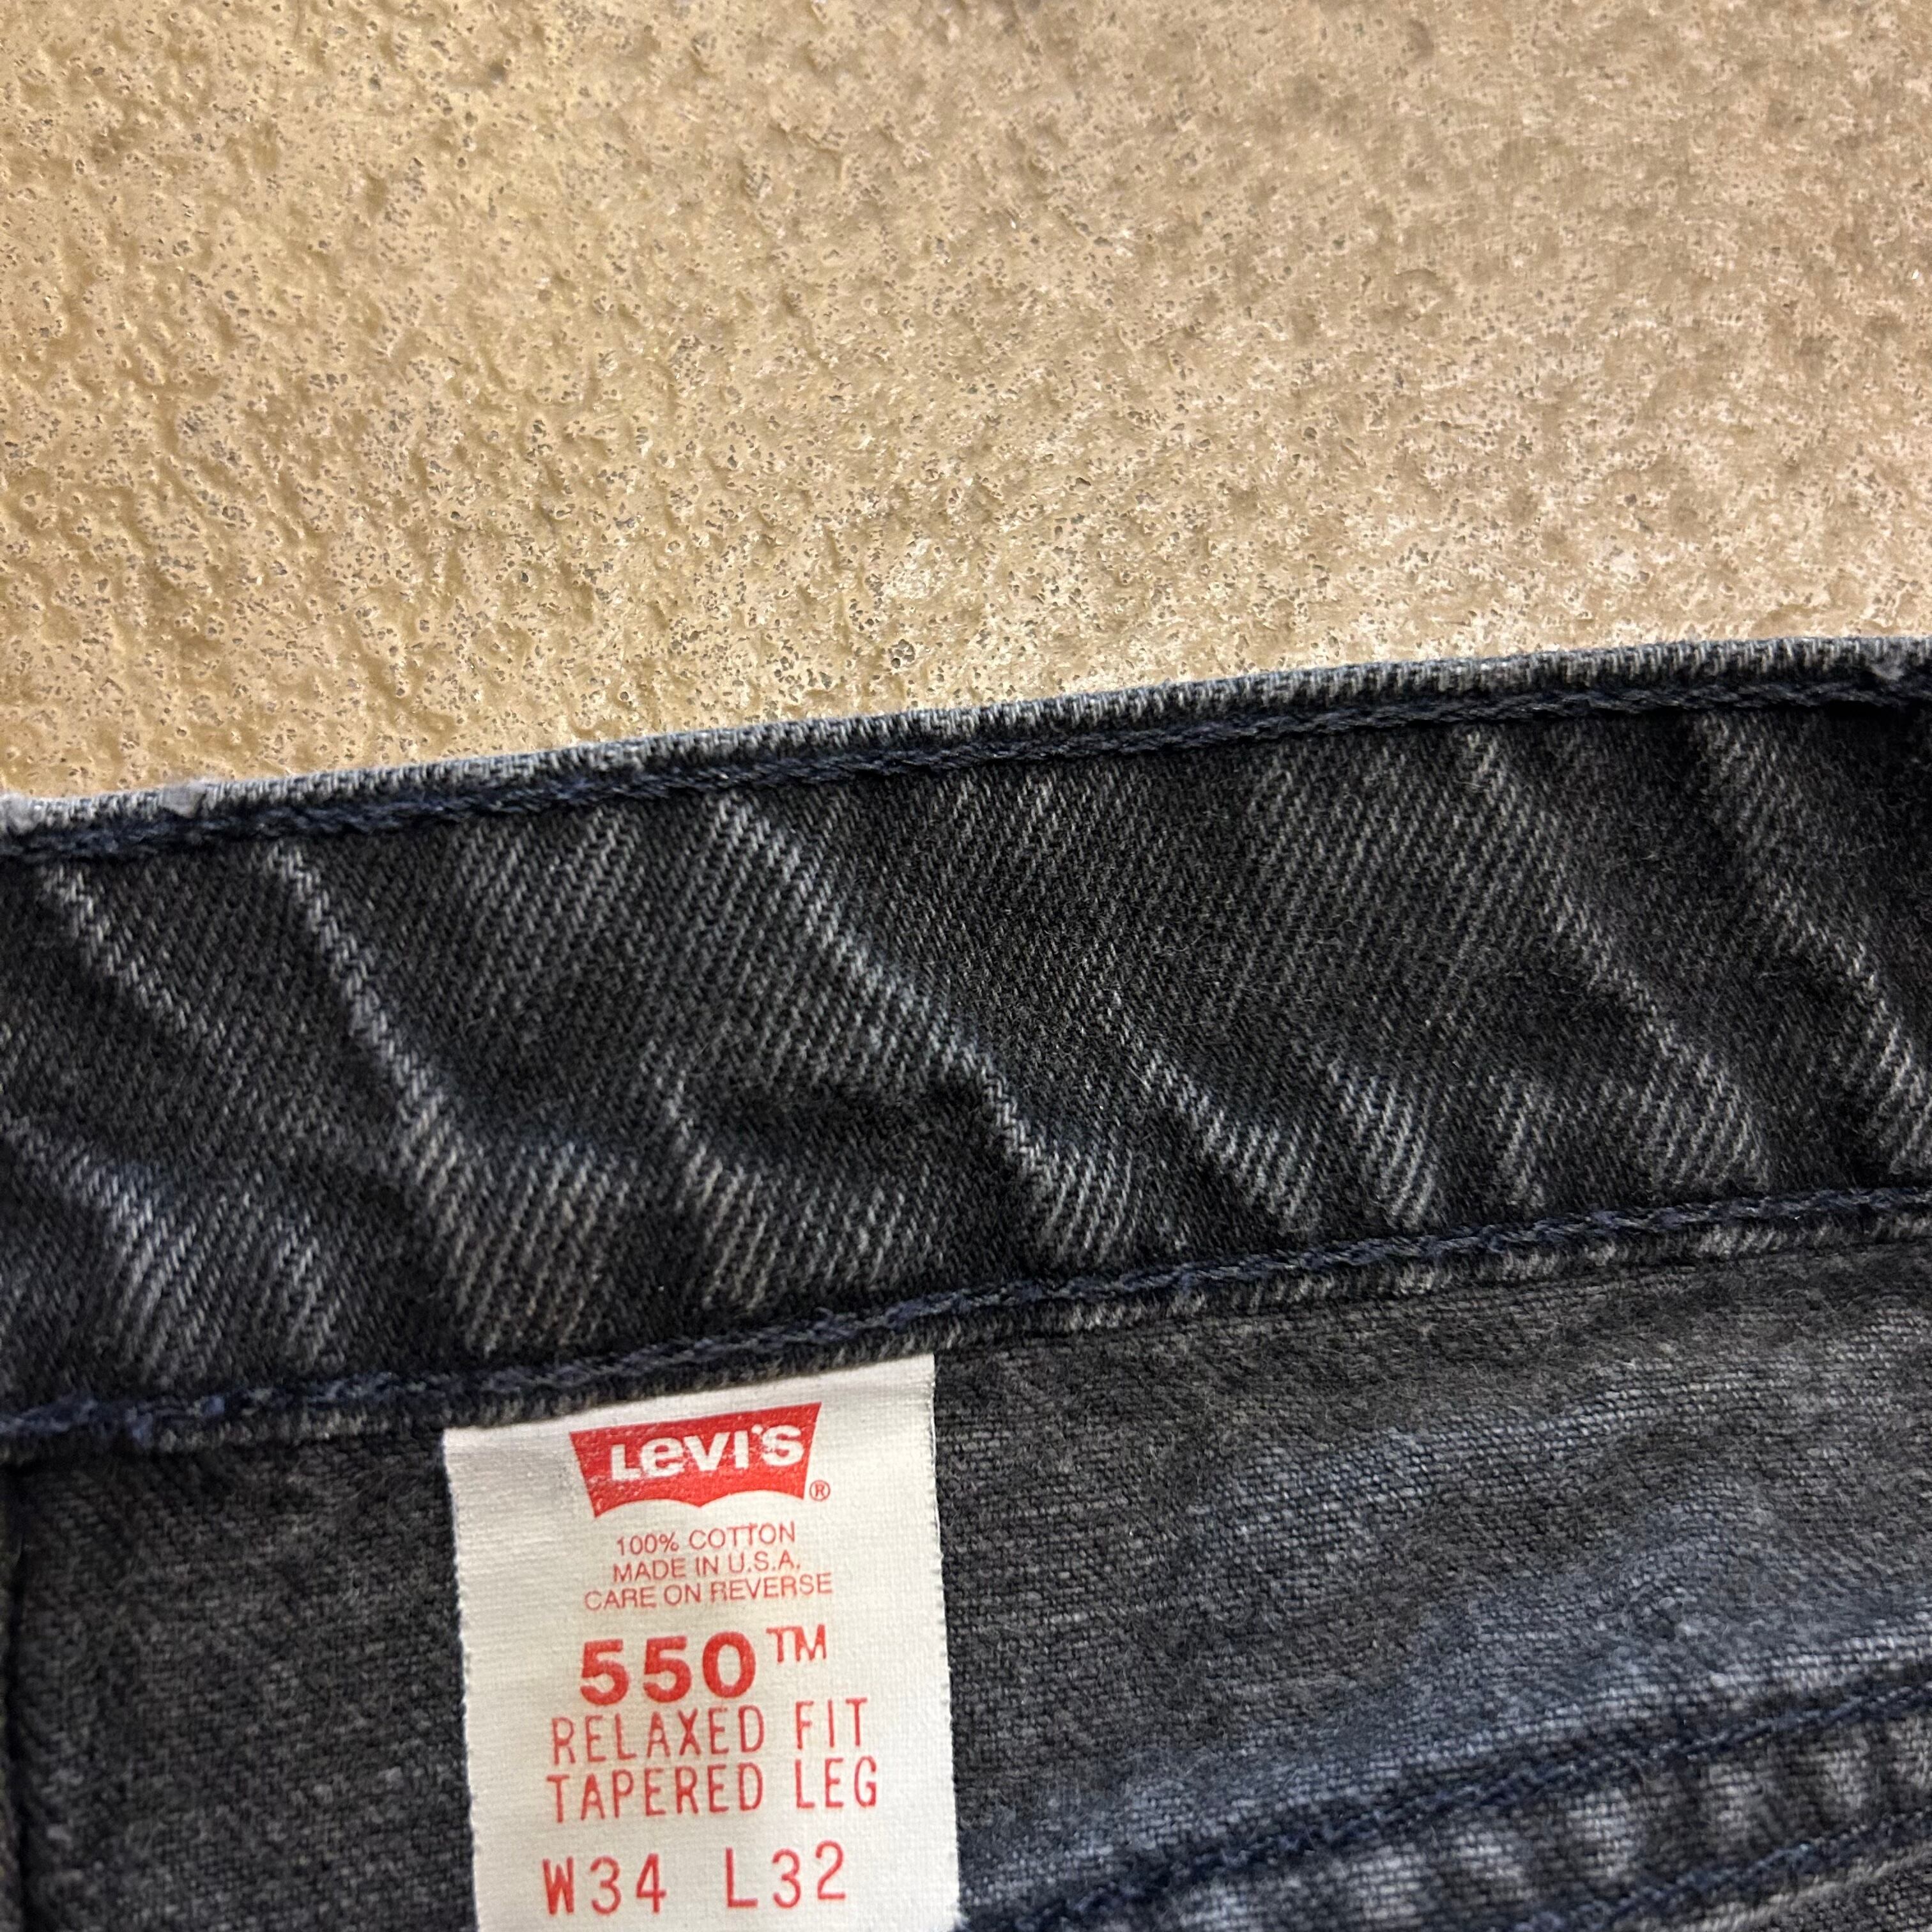 LEVI'S®
100% COTTON
MADE IN U.S.A.
CARE ON REVERSE
550™
RELAXED FIT
TAPERED LEG
W34 L32